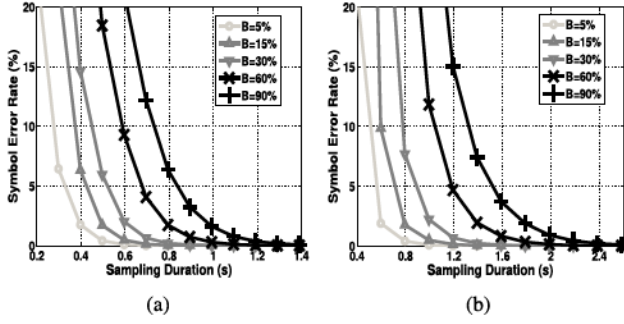 20
15
10
5
0
Symbol Error Rate (%)
B=5%
B=15%
B=30%
B=60%
B=90%
0.2 0.4 0.6 0.8 1.0 1.2 1.4
Sampling Duration (s)
(a)
20
15
10
5
0
Symbol Error Rate (%)
B=5%
B=15%
B=30%
B=60%
B=90%
0.4 0.8 1.2 1.6 2 2.4
Sampling Duration (s)
(b)